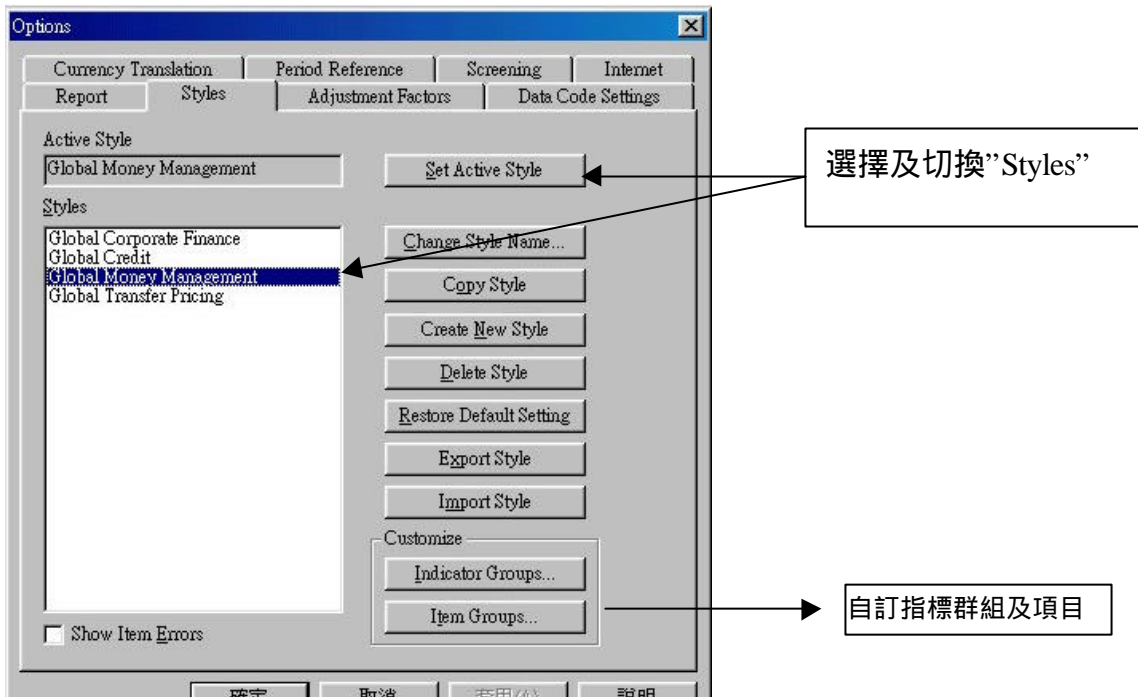 Options
Currency Translation Period Reference Screening Internet
Report Styles Adjustment Factors Data Code Settings
Active Style
Global Money Management
Set Active Style
選擇及切換”Styles”
Styles
Global Corporate Finance
Global Credit
Global Money Management
Global Transfer Pricing
Change Style Name...
Copy Style
Create New Style
Delete Style
Restore Default Setting
Export Style
Import Style
Customize
Indicator Groups...
Item Groups...
自訂指標群組及項目
Show Item Errors
確定 取消 套用(A) 說明